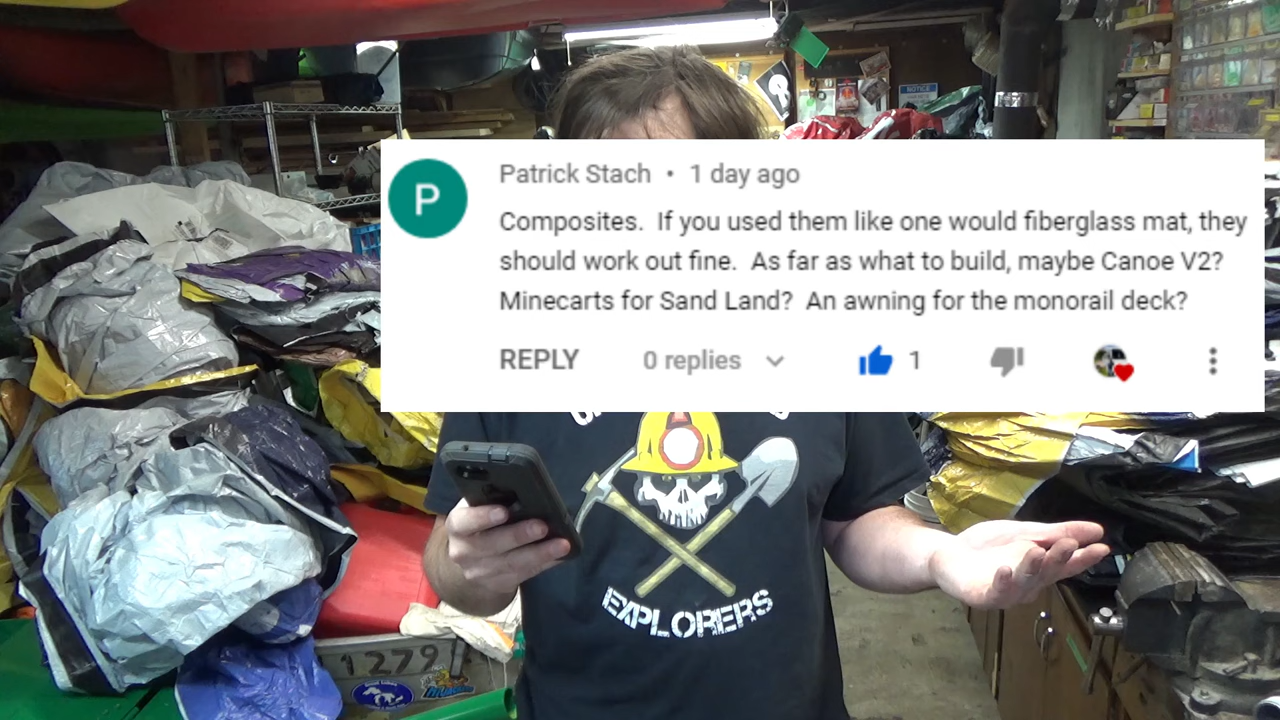 NOTICE
P
Patrick Stach • 1 day ago
Composites. If you used them like one would fiberglass mat, they
should work out fine. As far as what to build, maybe Canoe V2?
Minecarts for Sand Land? An awning for the monorail deck?
REPLY 0 replies 1
EXPLORERS
1279